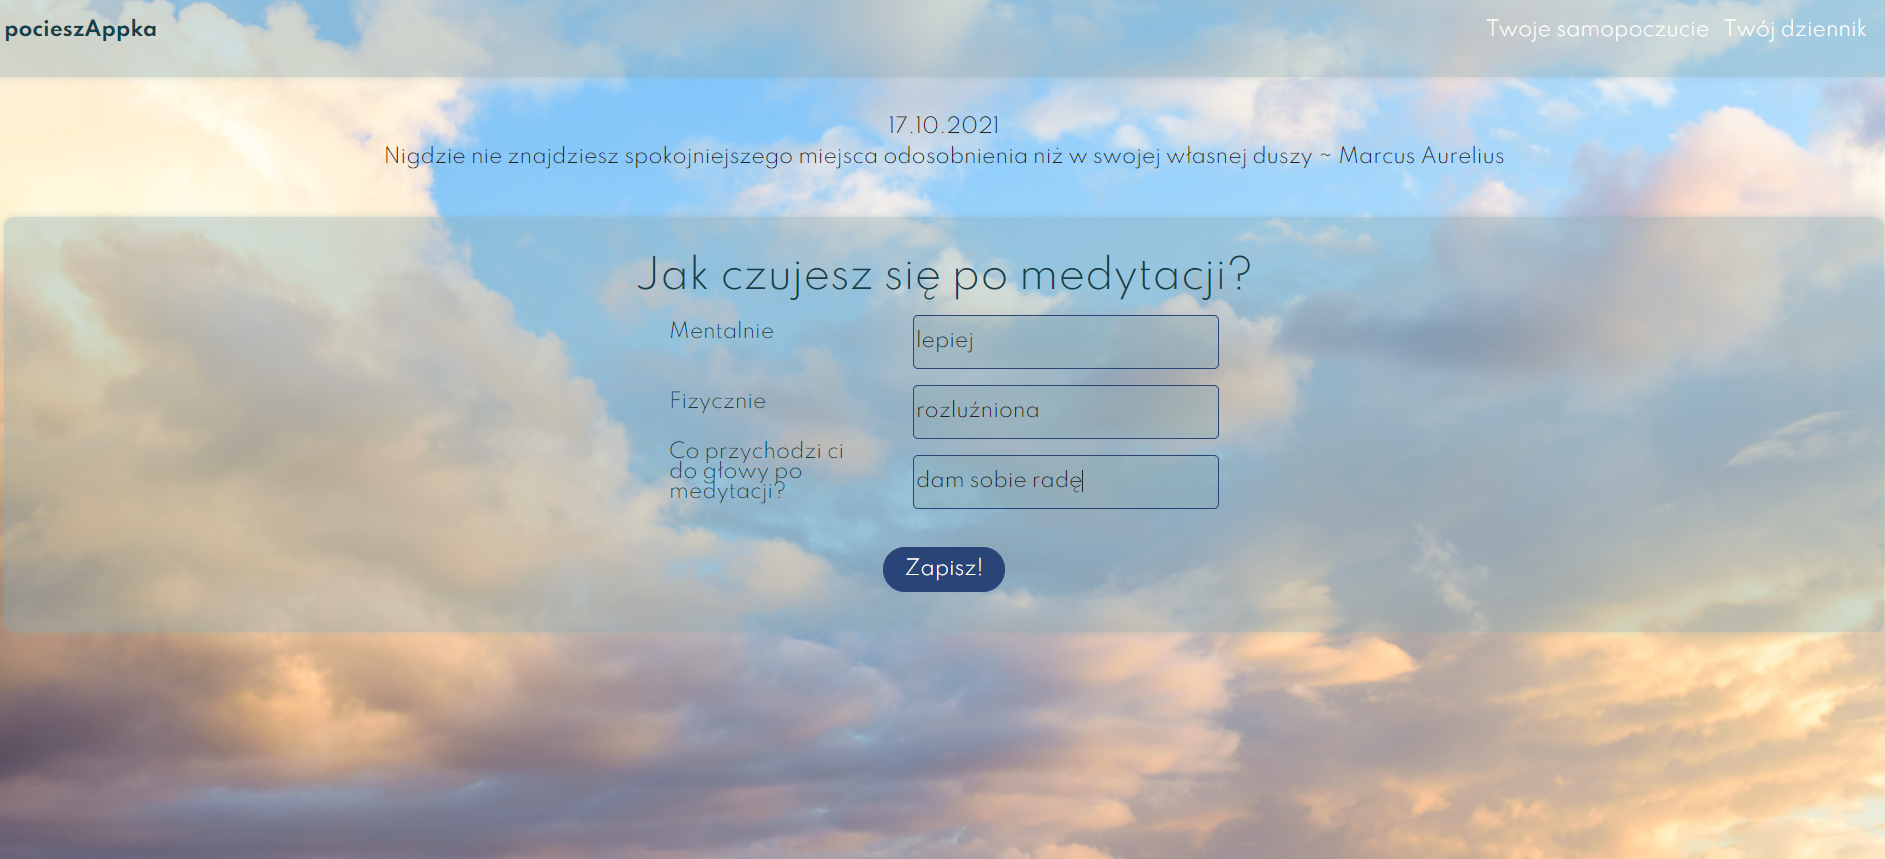 pocieszAppka
Twoje samopoczucie Twój dziennik
17.10.2021
Nigdzie nie znajdziesz spokojniejszego miejsca odosobnienia niż w swojej własnej duszy ~ Marcus Aurelius
Jak czujesz się po medytacji?
Mentalnie
lepiej
Fizycznie
rozluźniona
Co przychodzi ci
do głowy po
medytacji?
dam sobie radę
Zapisz!